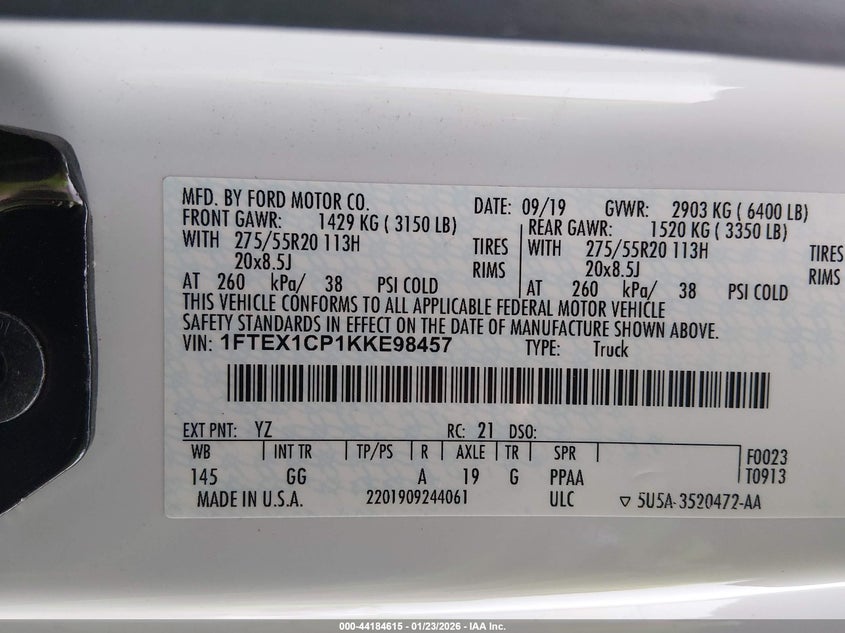 MFD. BY FORD MOTOR CO. DATE: 09/19 GVWR: 2903 KG ( 6400 LB)
FRONT GAWR: 1429 KG ( 3150 LB) REAR GAWR: 1520 KG ( 3350 LB)
WITH 275/55R20 113H TIRES WITH 275/55R20 113H TIRES
20x8.5J RIMS 20x8.5J RIMS
AT 260 kPa/ 38 PSI COLD AT 260 kPa/ 38 PSI COLD
THIS VEHICLE CONFORMS TO ALL APPLICABLE FEDERAL MOTOR VEHICLE
SAFETY STANDARDS IN EFFECT ON THE DATE OF MANUFACTURE SHOWN ABOVE.
VIN: 1FTEX1CP1KKE98457 TYPE: Truck
EXT PNT: YZ RC: 21 DSO:
WB INT TR TP/PS R AXLE TR SPR F0023
145 GG A 19 G PPAA T0913
MADE IN U.S.A. 2201909244061 ULC ▽ 5U5A-3520472-AA
000-44184615 - 01/23/2026 - IAA Inc.